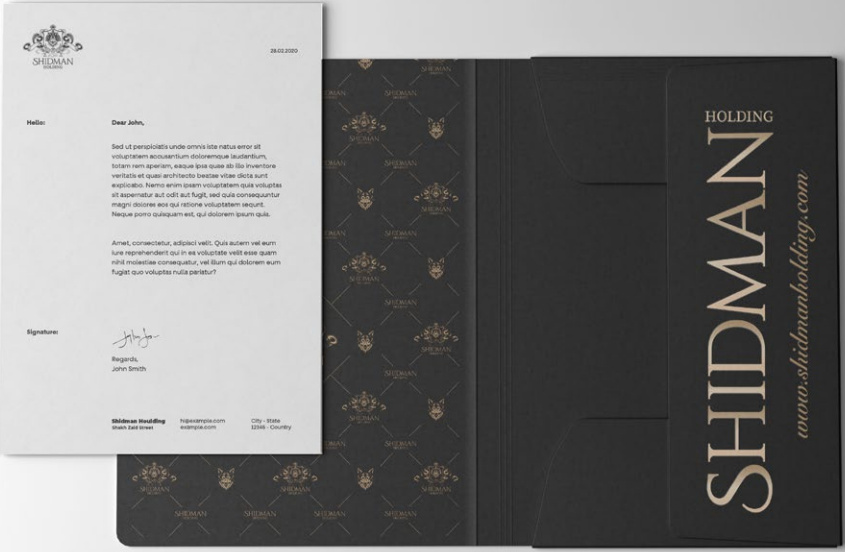 SHIDMAN
HOLDING
28.02.2020
Hello:
Dear John,
Sed ut perspiciatis unde omnis iste natus error sit
voluptatem accusantium doloremque laudantium,
totam rem aperiam, eaque ipsa quae ab illo inventore
veritatis et quasi architecto beatae vitae dicta sunt
explicabo. Nemo enim ipsam voluptatem quia voluptas
sit aspernatur aut odit aut fugit, sed quia consequuntur
magni dolores eos qui ratione voluptatem sequnt.
Neque porro quisquam est, qui dolorem ipsum quia.
Amet, consectetur, adipisci velit. Quis autem vel eum
iure reprehenderit qui in ea voluptate velit esse quam
nihil molestiae consequatur, vel illum qui dolorem eum
fugiat quo voluptas nulla pariatur?
Signature:
Regards,
John Smith
Shidman Houlding
Shakh Zaid Street
hi@example.com
example.com
City - State
12345 - Country
HOLDING
SHIDMAN
www.shidmanholding.com
SHIDMAN
SHIDMAN
SHIDMAN
SHIDMAN